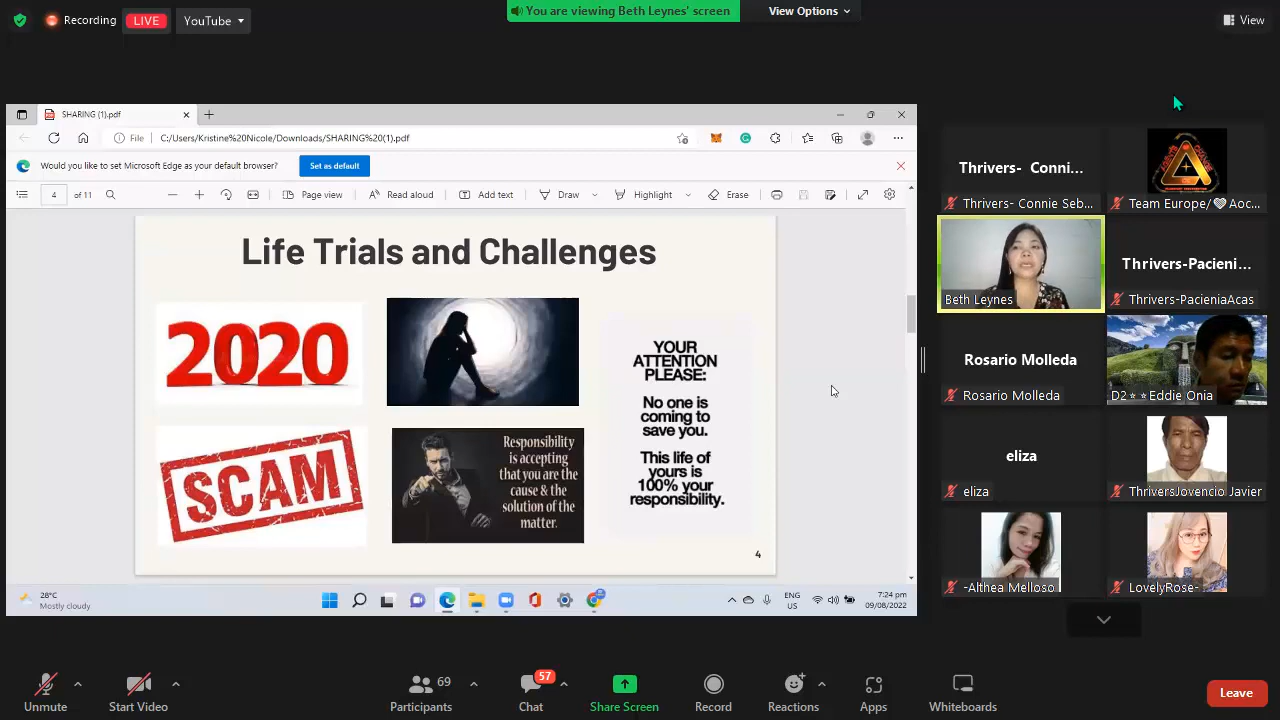 Recording
LIVE
YouTube
You are viewing Beth Leynes' screen
View Options
View
SHARING (1).pdf
File
C:/Users/Kristine%20Nicole/Downloads/SHARING%20(1).pdf
Would you like to set Microsoft Edge as your default browser?
Set as default
4
of 11
Page view
Read aloud
Add text
Draw
Highlight
Erase
Life Trials and Challenges
2020
SCAM
Responsibility
is accepting
that you are the
cause & the
solution of the
matter.
YOUR
ATTENTION
PLEASE:
No one is
coming to
save you.
This life of
yours is
100% your
responsibility.
4
28°C
Mostly cloudy
ENG
US
7:24 pm
09/08/2022
Thrivers- Conni...
Thrivers- Connie Seb...
Team Europe/🤍Aoc...
Beth Leynes
Thrivers-Pacieni...
Thrivers-PacieniaAcas
Rosario Molleda
Rosario Molleda
D2⭑⭑Eddie Onia
eliza
eliza
ThriversJovencio Javier
-Althea Melloso
LovelyRose-
Unmute
Start Video
Participants
69
Chat
57
Share Screen
Record
Reactions
Apps
Whiteboards
Leave